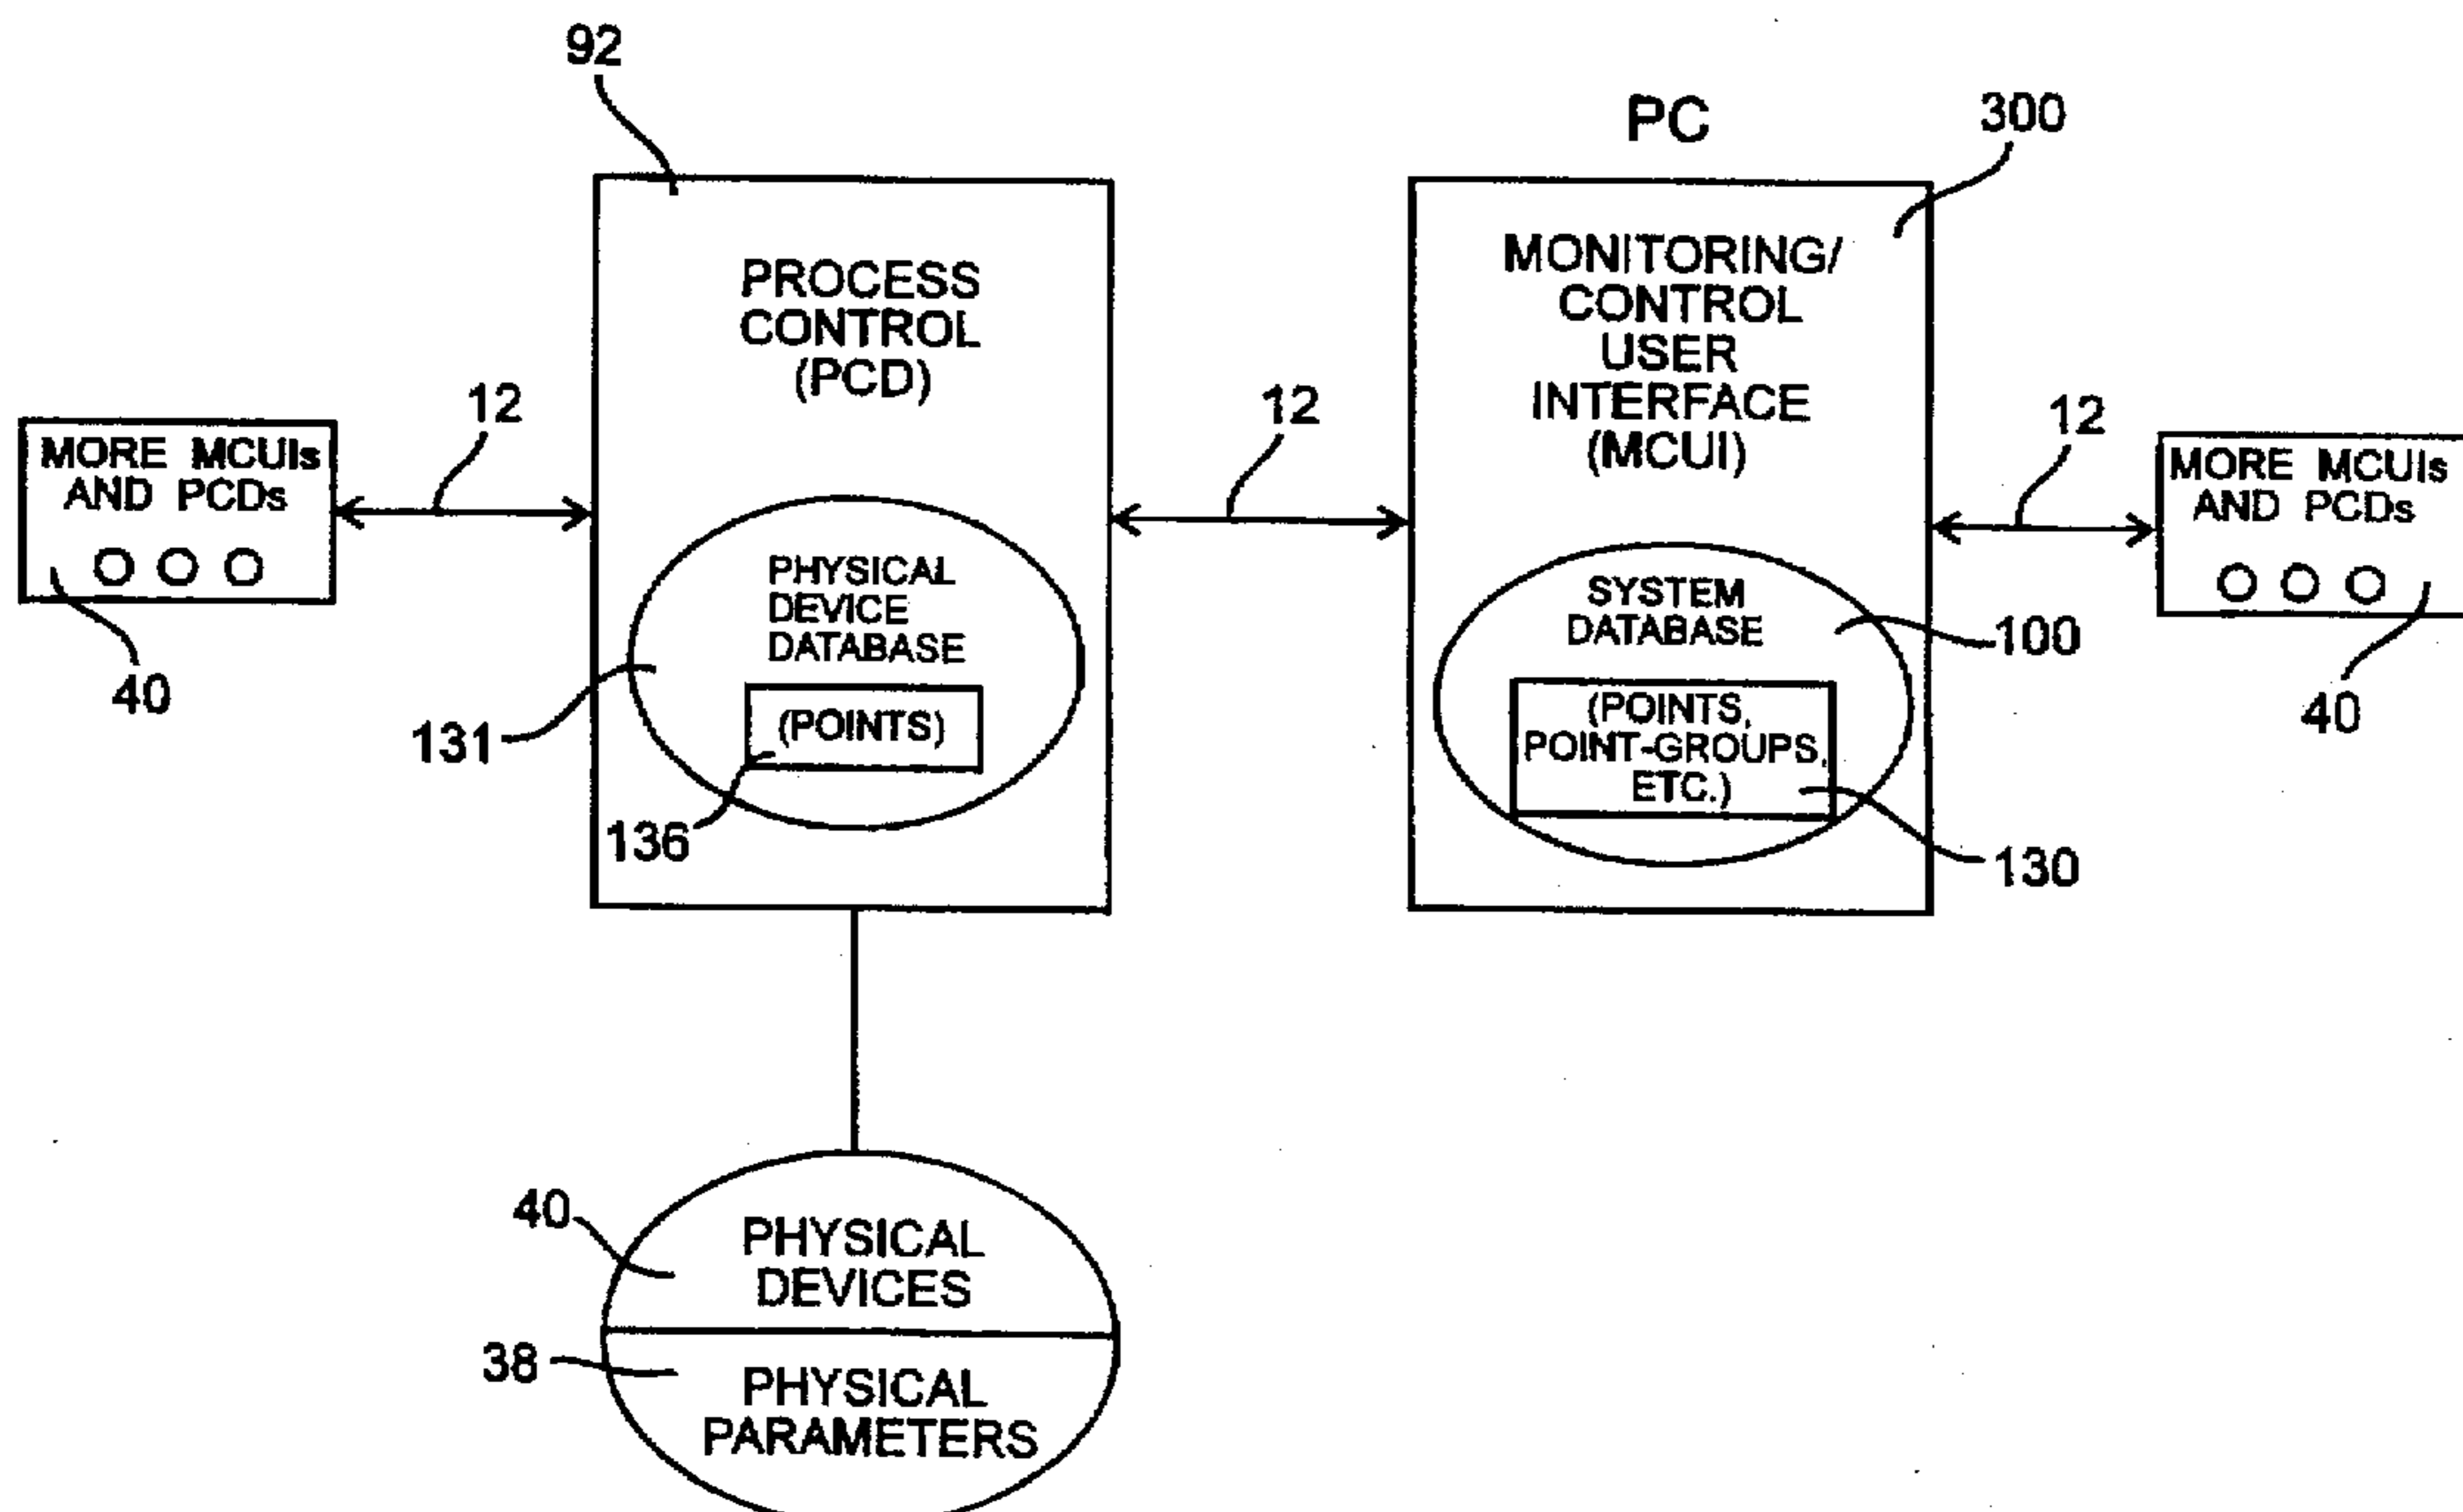 92
PC
300
PROCESS
CONTROL
(PCD)
MONITORING/
CONTROL
USER
INTERFACE
(MCUI)
12
12
12
MORE MCUIs
AND PCDs
MORE MCUIs
AND PCDs
40
40
PHYSICAL
DEVICE
DATABASE
(POINTS)
131
136
SYSTEM
DATABASE
(POINTS,
POINT-GROUPS,
ETC.)
100
130
40
PHYSICAL
DEVICES
38
PHYSICAL
PARAMETERS